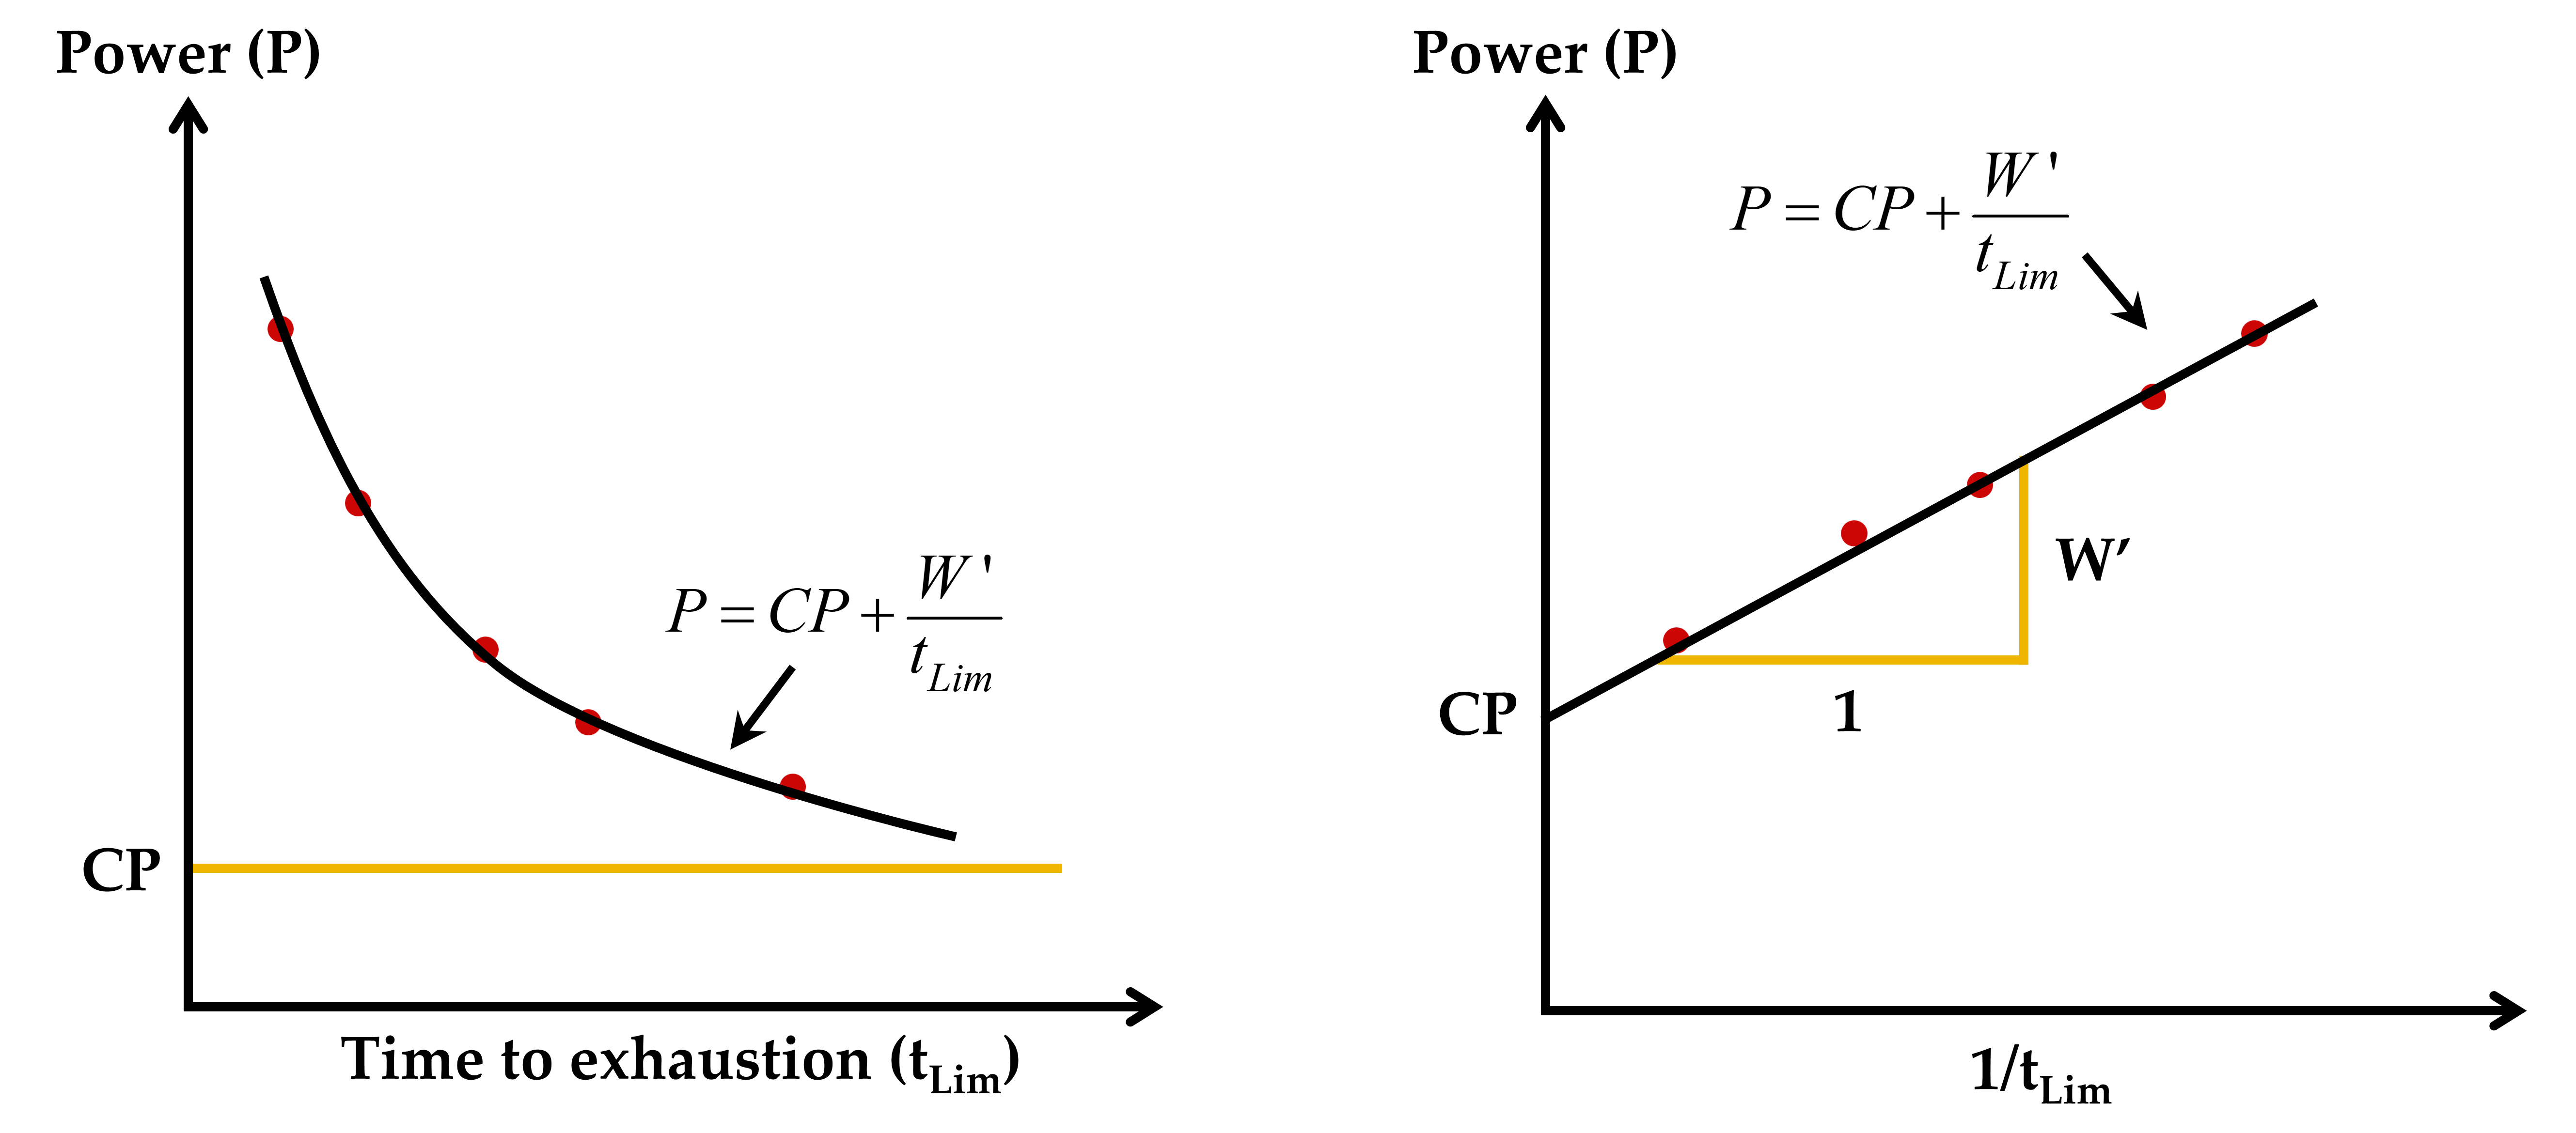 Power (P)
P = CP + W' / t_Lim
CP
Time to exhaustion (t_Lim)
Power (P)
P = CP + W' / t_Lim
W′
1
CP
1/t_Lim